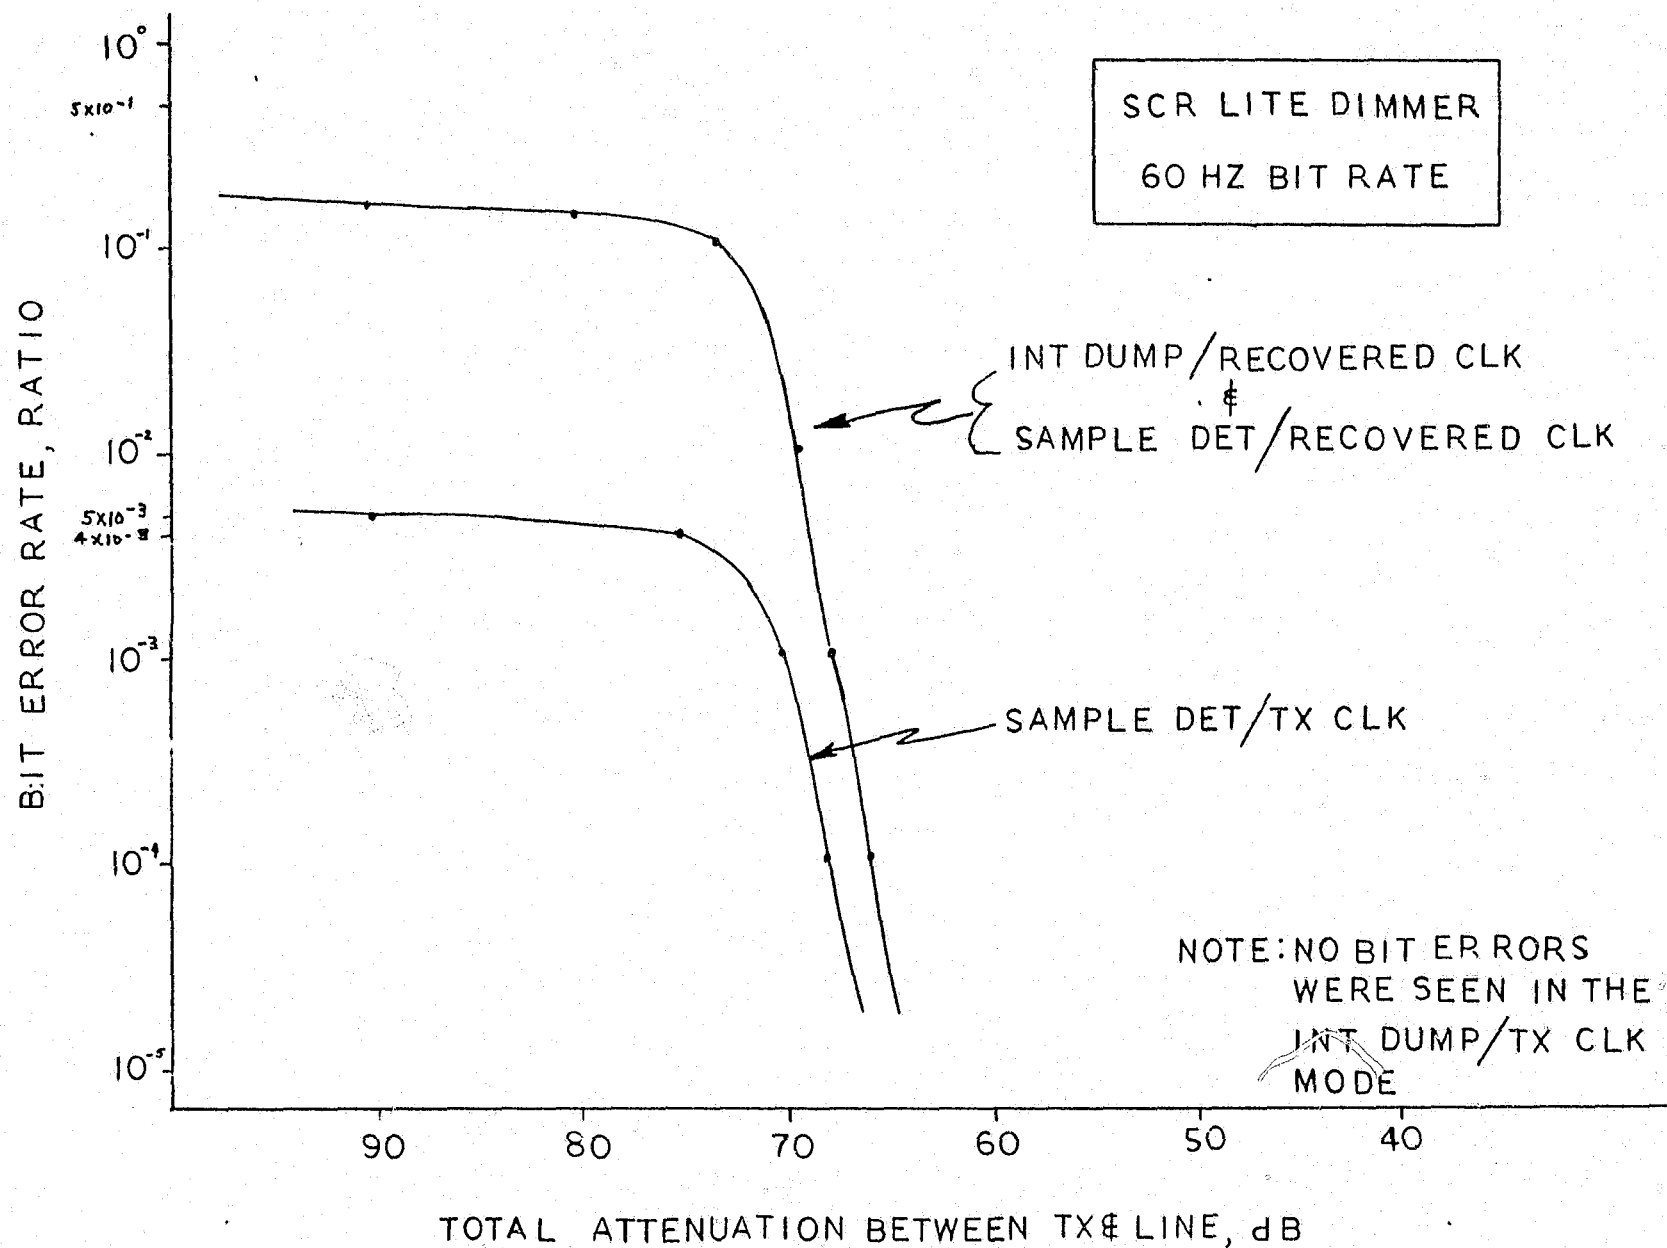 10⁰
5x10⁻¹
10⁻¹
10⁻²
5x10⁻³
10⁻³
10⁻⁴
10⁻⁵
BIT ERROR RATE, RATIO
SCR LITE DIMMER
60 HZ BIT RATE
INT DUMP/RECOVERED CLK
&
SAMPLE DET/RECOVERED CLK
SAMPLE DET/TX CLK
NOTE: NO BIT ERRORS
WERE SEEN IN THE
INT DUMP/TX CLK
MODE
90 80 70 60 50 40
TOTAL ATTENUATION BETWEEN TX & LINE, dB